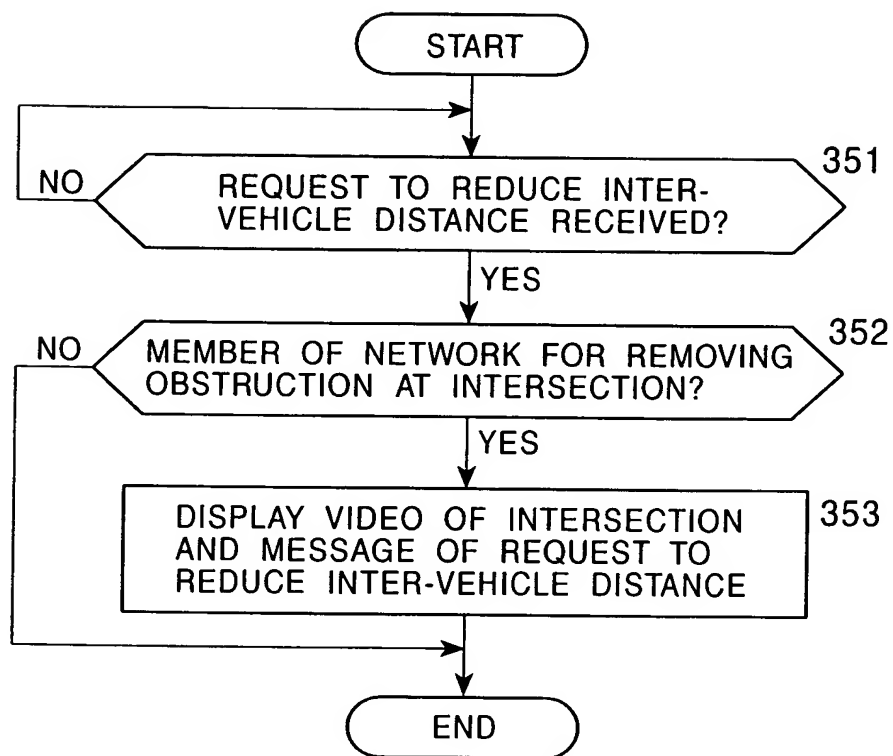 START
351
NO
REQUEST TO REDUCE INTER-
VEHICLE DISTANCE RECEIVED?
YES
352
NO
MEMBER OF NETWORK FOR REMOVING
OBSTRUCTION AT INTERSECTION?
YES
353
DISPLAY VIDEO OF INTERSECTION
AND MESSAGE OF REQUEST TO
REDUCE INTER-VEHICLE DISTANCE
END